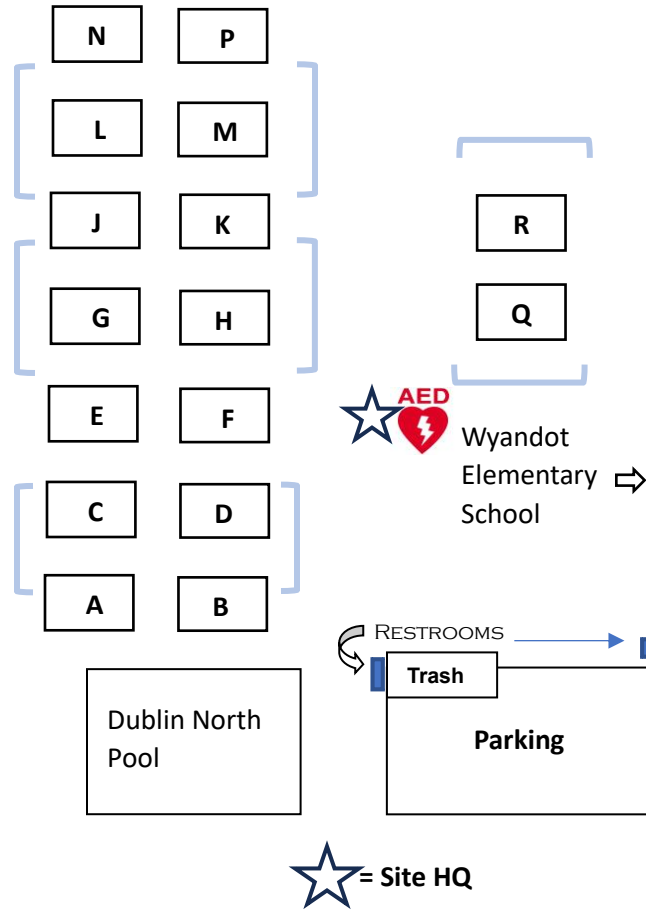 N P
L M
J K
R
G H
Q
E F
AED
Wyandot
Elementary
School
C D
A B
RESTROOMS
Trash
Dublin North
Pool
Parking
= Site HQ